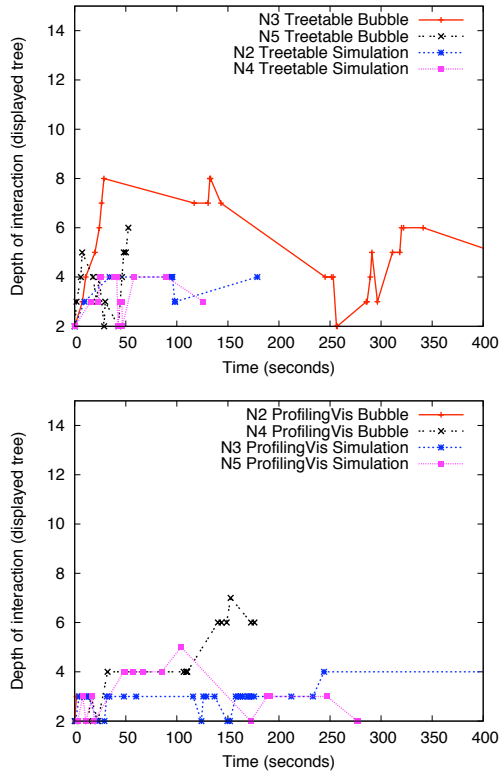 N3 Treetable Bubble
N5 Treetable Bubble
N2 Treetable Simulation
N4 Treetable Simulation
14
12
10
8
6
4
2
Depth of interaction (displayed tree)
0 50 100 150 200 250 300 350 400
Time (seconds)
N2 ProfilingVis Bubble
N4 ProfilingVis Bubble
N3 ProfilingVis Simulation
N5 ProfilingVis Simulation
14
12
10
8
6
4
2
Depth of interaction (displayed tree)
0 50 100 150 200 250 300 350 400
Time (seconds)